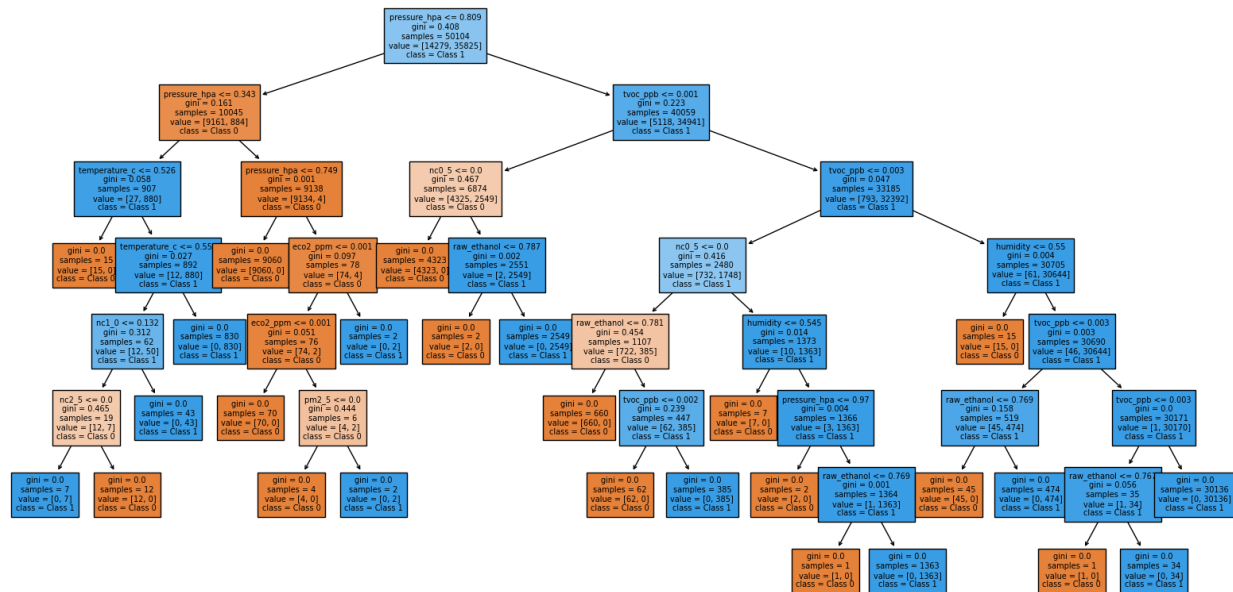 pressure_hpa <= 0.809
gini = 0.408
samples = 50104
value = [14279, 35825]
class = Class 1
pressure_hpa <= 0.343
gini = 0.161
samples = 10045
value = [9161, 884]
class = Class 0
tvoc_ppb <= 0.001
gini = 0.223
samples = 40059
value = [5118, 34941]
class = Class 1
temperature_c <= 0.526
gini = 0.058
samples = 907
value = [27, 880]
class = Class 1
pressure_hpa <= 0.749
gini = 0.001
samples = 9138
value = [9134, 4]
class = Class 0
nc0_5 <= 0.0
gini = 0.467
samples = 6874
value = [4325, 2549]
class = Class 0
tvoc_ppb <= 0.003
gini = 0.047
samples = 33185
value = [793, 32392]
class = Class 1
gini = 0.0
samples = 15
value = [15, 0]
class = Class 0
temperature_c <= 0.55
gini = 0.027
samples = 892
value = [12, 880]
class = Class 1
gini = 0.0
samples = 9060
value = [9060, 0]
class = Class 0
eco2_ppm <= 0.001
gini = 0.097
samples = 78
value = [74, 4]
class = Class 0
gini = 0.0
samples = 4323
value = [4323, 0]
class = Class 0
raw_ethanol <= 0.787
gini = 0.002
samples = 2551
value = [2, 2549]
class = Class 1
nc0_5 <= 0.0
gini = 0.416
samples = 2480
value = [732, 1748]
class = Class 1
humidity <= 0.55
gini = 0.004
samples = 30705
value = [61, 30644]
class = Class 1
nc1_0 <= 0.132
gini = 0.312
samples = 62
value = [12, 50]
class = Class 1
gini = 0.0
samples = 830
value = [0, 830]
class = Class 1
eco2_ppm <= 0.001
gini = 0.051
samples = 76
value = [74, 2]
class = Class 0
gini = 0.0
samples = 2
value = [0, 2]
class = Class 1
gini = 0.0
samples = 2
value = [2, 0]
class = Class 0
gini = 0.0
samples = 2549
value = [0, 2549]
class = Class 1
raw_ethanol <= 0.781
gini = 0.454
samples = 1107
value = [722, 385]
class = Class 0
humidity <= 0.545
gini = 0.014
samples = 1373
value = [10, 1363]
class = Class 1
gini = 0.0
samples = 15
value = [15, 0]
class = Class 0
tvoc_ppb <= 0.003
gini = 0.003
samples = 30690
value = [46, 30644]
class = Class 1
nc2_5 <= 0.0
gini = 0.465
samples = 19
value = [12, 7]
class = Class 0
gini = 0.0
samples = 43
value = [0, 43]
class = Class 1
gini = 0.0
samples = 70
value = [70, 0]
class = Class 0
pm2_5 <= 0.0
gini = 0.444
samples = 6
value = [4, 2]
class = Class 0
gini = 0.0
samples = 660
value = [660, 0]
class = Class 0
tvoc_ppb <= 0.002
gini = 0.239
samples = 447
value = [62, 385]
class = Class 1
gini = 0.0
samples = 7
value = [7, 0]
class = Class 0
pressure_hpa <= 0.97
gini = 0.004
samples = 1366
value = [3, 1363]
class = Class 1
raw_ethanol <= 0.769
gini = 0.158
samples = 519
value = [45, 474]
class = Class 1
tvoc_ppb <= 0.003
gini = 0.0
samples = 30171
value = [1, 30170]
class = Class 1
gini = 0.0
samples = 7
value = [0, 7]
class = Class 1
gini = 0.0
samples = 12
value = [12, 0]
class = Class 0
gini = 0.0
samples = 4
value = [4, 0]
class = Class 0
gini = 0.0
samples = 2
value = [0, 2]
class = Class 1
gini = 0.0
samples = 62
value = [62, 0]
class = Class 0
gini = 0.0
samples = 385
value = [0, 385]
class = Class 1
gini = 0.0
samples = 2
value = [2, 0]
class = Class 0
raw_ethanol <= 0.769
gini = 0.001
samples = 1364
value = [1, 1363]
class = Class 1
gini = 0.0
samples = 45
value = [45, 0]
class = Class 0
gini = 0.0
samples = 474
value = [0, 474]
class = Class 1
raw_ethanol <= 0.767
gini = 0.056
samples = 35
value = [1, 34]
class = Class 1
gini = 0.0
samples = 30136
value = [0, 30136]
class = Class 1
gini = 0.0
samples = 1
value = [1, 0]
class = Class 0
gini = 0.0
samples = 1363
value = [0, 1363]
class = Class 1
gini = 0.0
samples = 1
value = [1, 0]
class = Class 0
gini = 0.0
samples = 34
value = [0, 34]
class = Class 1